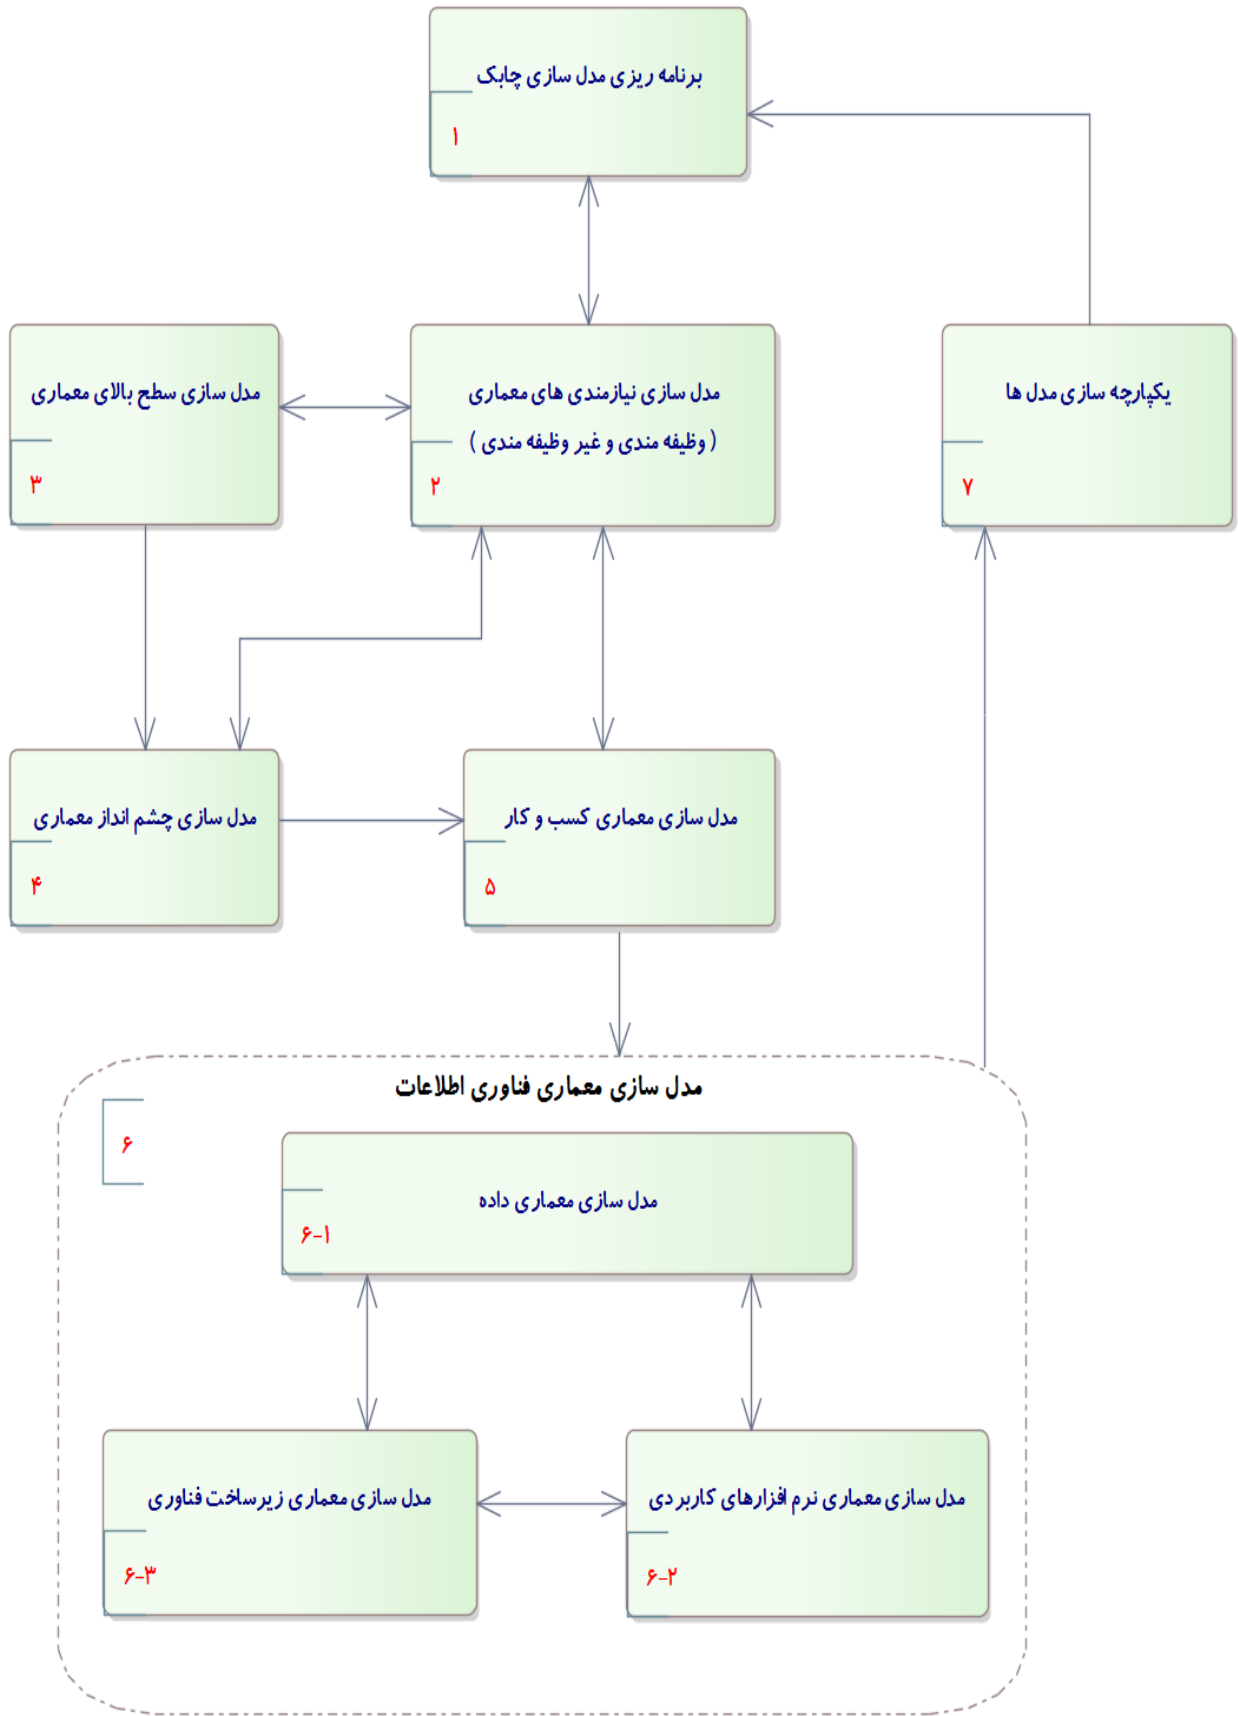 برنامه ریزی مدل سازی چابک
۱
مدل سازی سطح بالای معماری
۳
مدل سازی نیازمندی های معماری
( وظیفه مندی و غیر وظیفه مندی )
۲
یکپارچه سازی مدل ها
۷
مدل سازی چشم انداز معماری
۴
مدل سازی معماری کسب و کار
۵
مدل سازی معماری فناوری اطلاعات
۶
مدل سازی معماری داده
۶-۱
مدل سازی معماری زیرساخت فناوری
۶-۳
مدل سازی معماری نرم افزارهای کاربردی
۶-۲